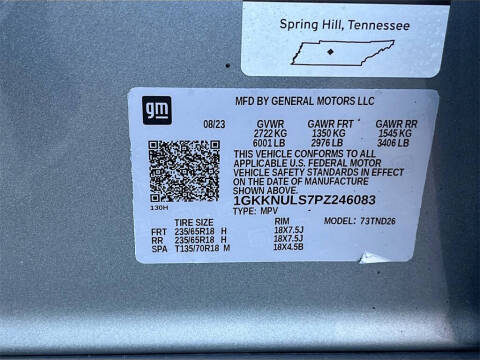 Spring Hill, Tennessee
gm
MFD BY GENERAL MOTORS LLC
08/23 GVWR GAWR FRT GAWR RR
2722 KG 1350 KG 1545 KG
6001 LB 2976 LB 3406 LB
THIS VEHICLE CONFORMS TO ALL
APPLICABLE U.S. FEDERAL MOTOR
VEHICLE SAFETY STANDARDS IN EFFECT
ON THE DATE OF MANUFACTURE
SHOWN ABOVE.
1GKKNULS7PZ246083
130H TYPE: MPV MODEL: 73TND26
TIRE SIZE RIM
FRT 235/65R18 H 18X7.5J
RR 235/65R18 H 18X7.5J
SPA T135/70R18 M 18X4.5B